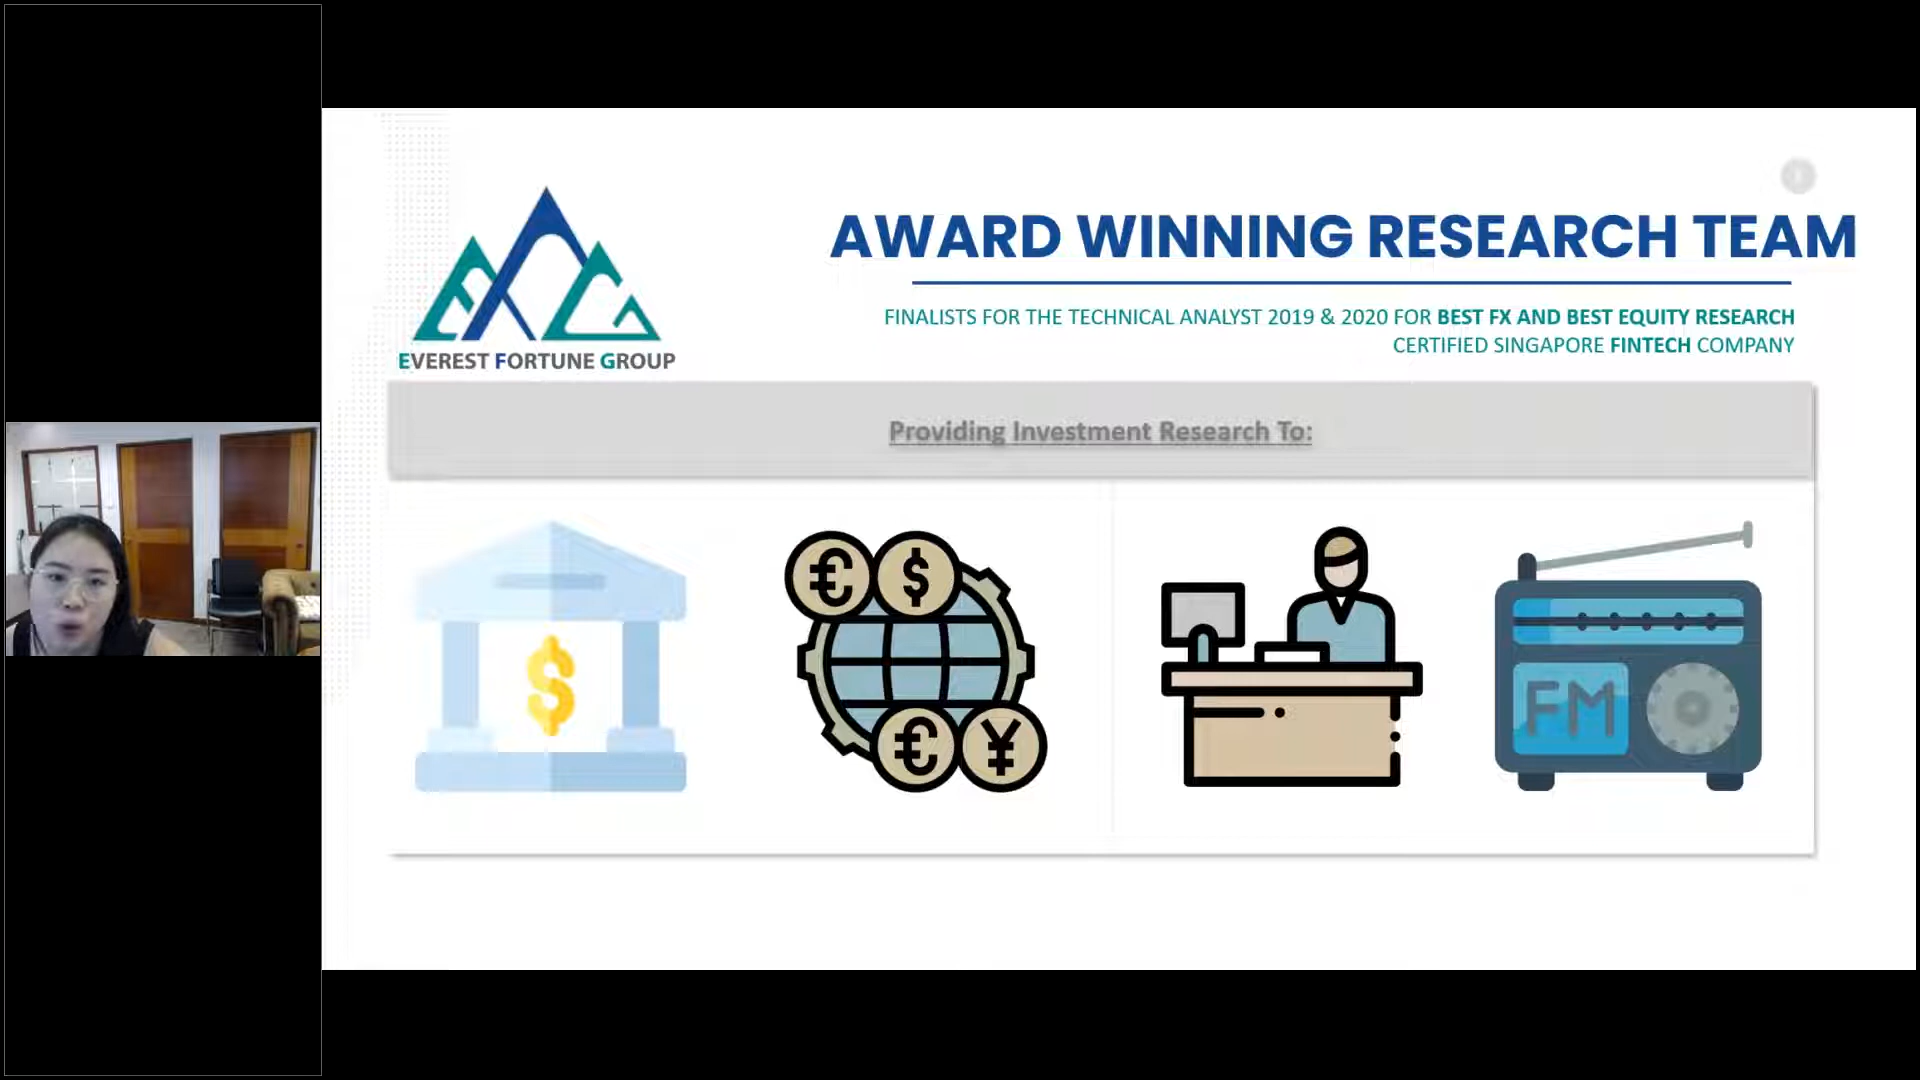 AWARD WINNING RESEARCH TEAM
FINALISTS FOR THE TECHNICAL ANALYST 2019 & 2020 FOR BEST FX AND BEST EQUITY RESEARCH
CERTIFIED SINGAPORE FINTECH COMPANY
EVEREST FORTUNE GROUP
Providing Investment Research To:
€ $
$
€ ¥
FM